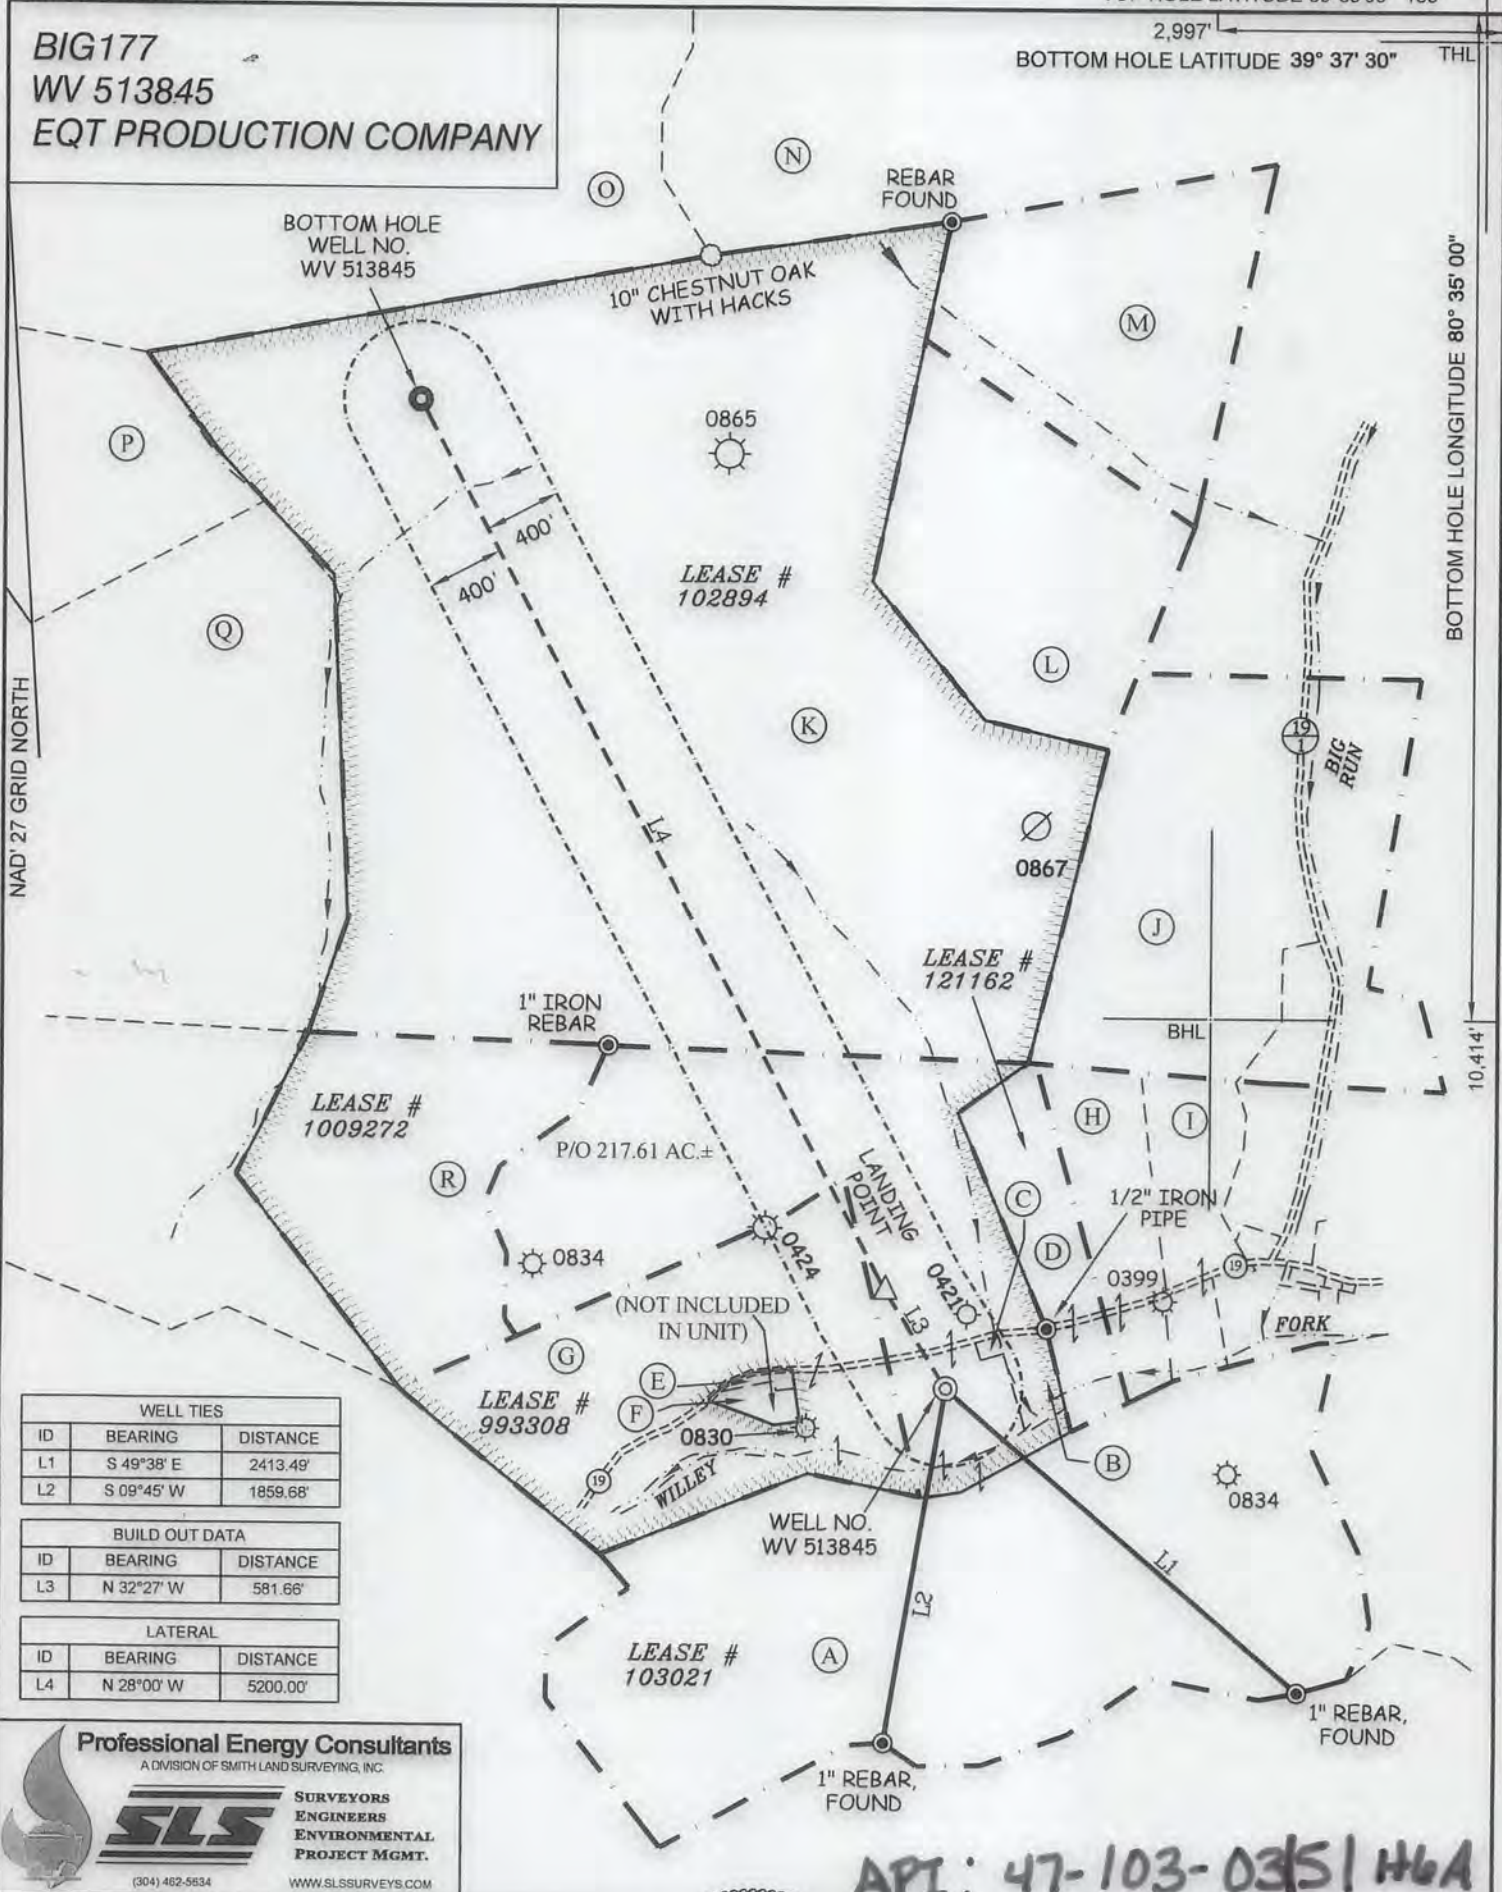 2,997'
BOTTOM HOLE LATITUDE 39° 37' 30"
THL
BIG177
WV 513845
EQT PRODUCTION COMPANY
BOTTOM HOLE LONGITUDE 80° 35' 00"
10,414'
NAD' 27 GRID NORTH
N
O
REBAR
FOUND
BOTTOM HOLE
WELL NO.
WV 513845
10" CHESTNUT OAK
WITH HACKS
M
P
0865
400'
400'
LEASE #
102894
Q
L
K
19
1
BIG
RUN
L4
0867
J
LEASE #
121162
1" IRON
REBAR
BHL
LEASE #
1009272
H
I
P/O 217.61 AC.±
R
LANDING
POINT
C
1/2" IRON
PIPE
D
0424
0834
0421
0399
19
(NOT INCLUDED
IN UNIT)
L3
FORK
G
E
F
LEASE #
993308
0830
19
WILLEY
B
0834
WELL NO.
WV 513845
L1
L2
LEASE #
103021
A
1" REBAR,
FOUND
1" REBAR,
FOUND
WELL TIES
ID BEARING DISTANCE
L1 S 49°38' E 2413.49'
L2 S 09°45' W 1859.68'
BUILD OUT DATA
ID BEARING DISTANCE
L3 N 32°27' W 581.66'
LATERAL
ID BEARING DISTANCE
L4 N 28°00' W 5200.00'
Professional Energy Consultants
A DIVISION OF SMITH LAND SURVEYING, INC.
SLS
SURVEYORS
ENGINEERS
ENVIRONMENTAL
PROJECT MGMT.
(304) 462-5634
WWW.SLSSURVEYS.COM
API: 47-103-03151 H6A